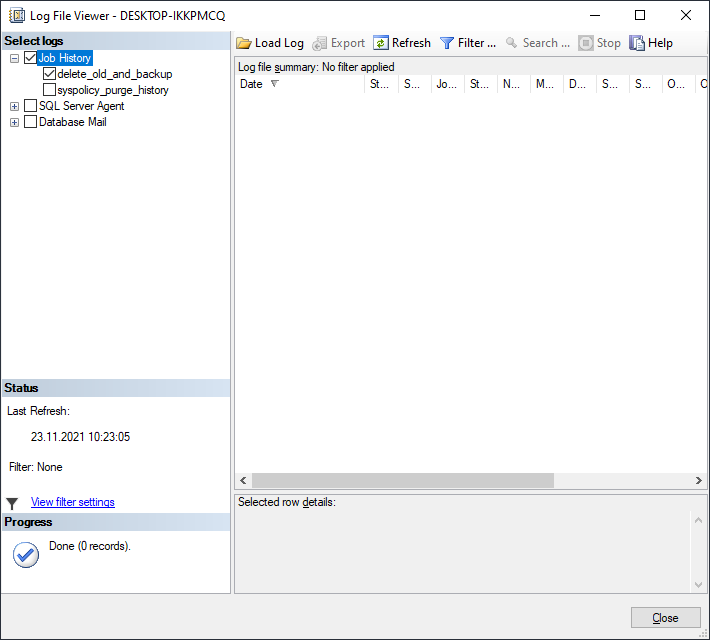 Log File Viewer - DESKTOP-IKKPMCQ
Select logs
Job History
delete_old_and_backup
syspolicy_purge_history
SQL Server Agent
Database Mail
Status
Last Refresh:
23.11.2021 10:23:05
Filter: None
View filter settings
Progress
Done (0 records).
Load Log Export Refresh Filter ... Search ... Stop Help
Log file summary: No filter applied
Date St... S... Jo... St... N... M... D... S... S... O... O
Selected row details:
Close